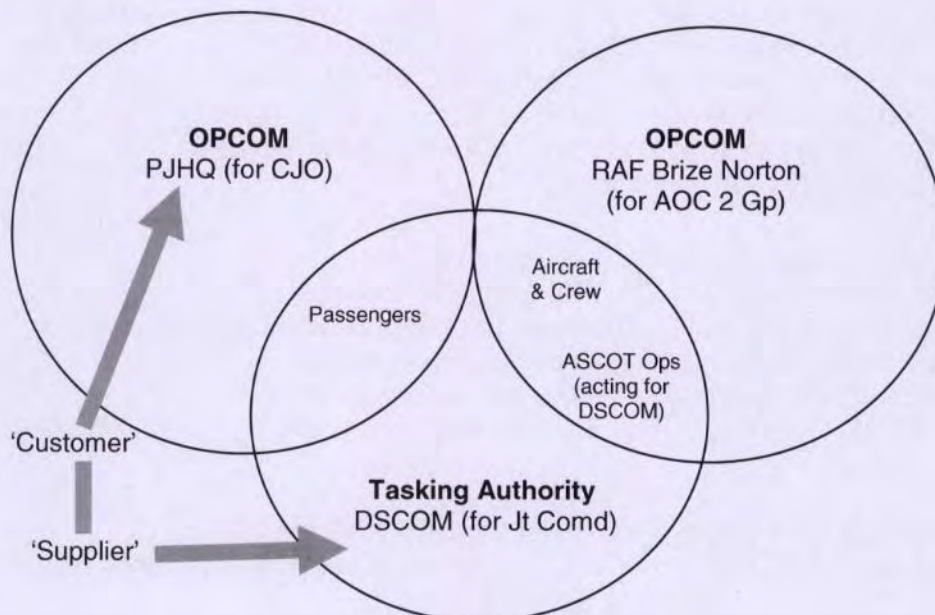 OPCOM
PJHQ (for CJO)
OPCOM
RAF Brize Norton
(for AOC 2 Gp)
Aircraft
& Crew
Passengers
ASCOT Ops
(acting for
DSCOM)
'Customer'
Tasking Authority
DSCOM (for Jt Comd)
'Supplier'